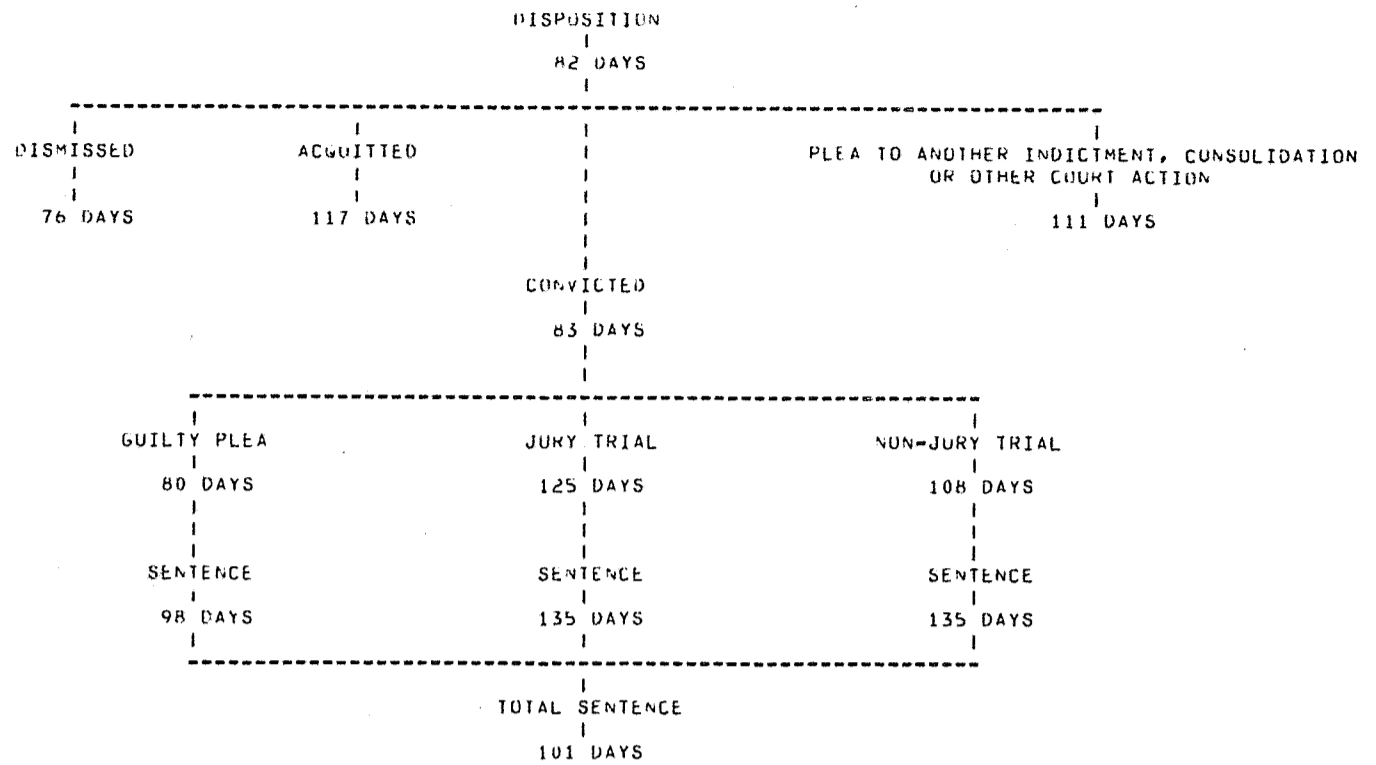 DISPOSITION
82 DAYS
DISMISSED ACQUITTED PLEA TO ANOTHER INDICTMENT, CONSOLIDATION
OR OTHER COURT ACTION
76 DAYS 117 DAYS 111 DAYS
CONVICTED
83 DAYS
GUILTY PLEA JURY TRIAL NON-JURY TRIAL
80 DAYS 125 DAYS 108 DAYS
SENTENCE SENTENCE SENTENCE
98 DAYS 135 DAYS 135 DAYS
TOTAL SENTENCE
101 DAYS